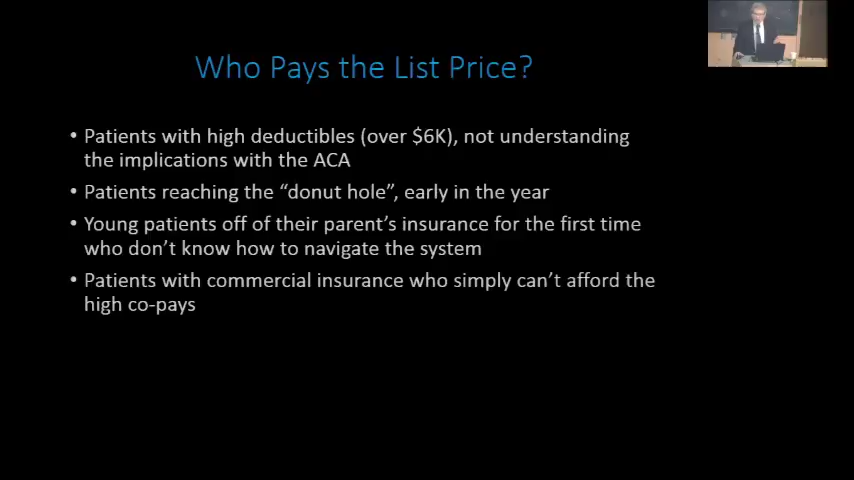 Who Pays the List Price?
• Patients with high deductibles (over $6K), not understanding
the implications with the ACA
• Patients reaching the “donut hole”, early in the year
• Young patients off of their parent’s insurance for the first time
who don’t know how to navigate the system
• Patients with commercial insurance who simply can’t afford the
high co-pays